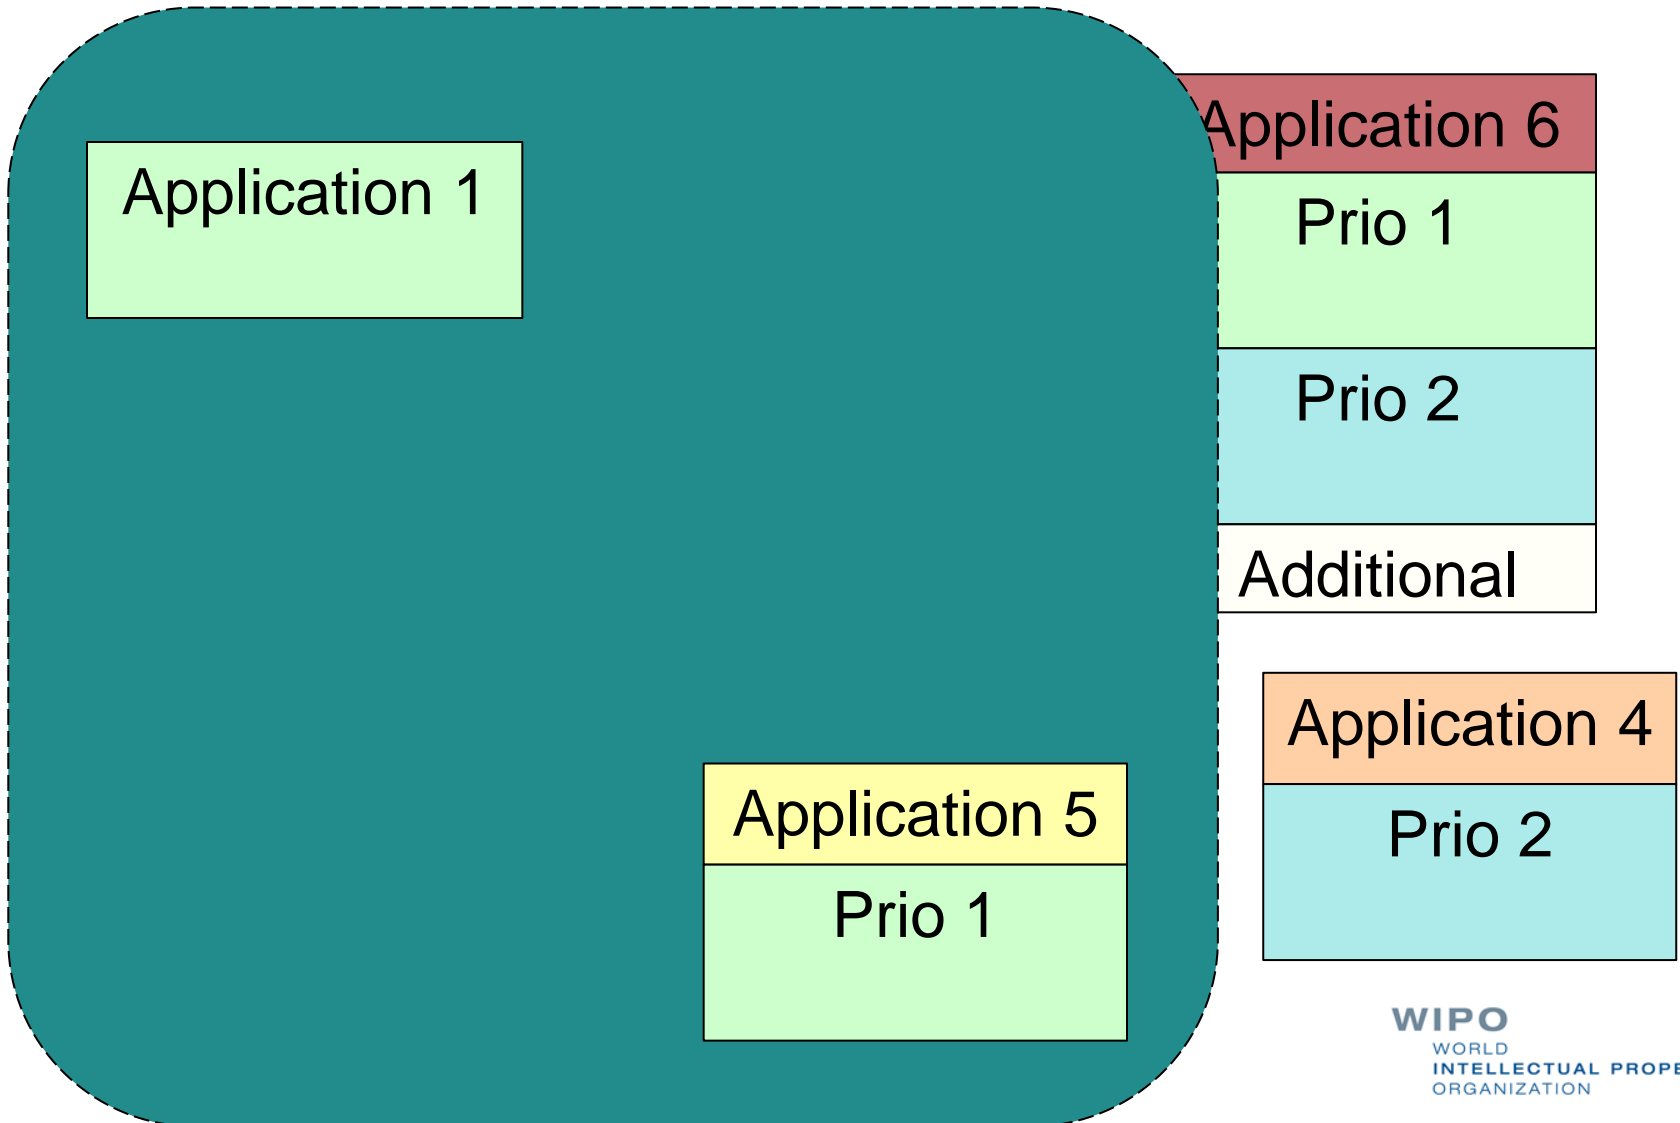 Application 1
Application 6
Prio 1
Prio 2
Additional
Application 5
Prio 1
Application 4
Prio 2
WIPO
WORLD
INTELLECTUAL PROPE
ORGANIZATION